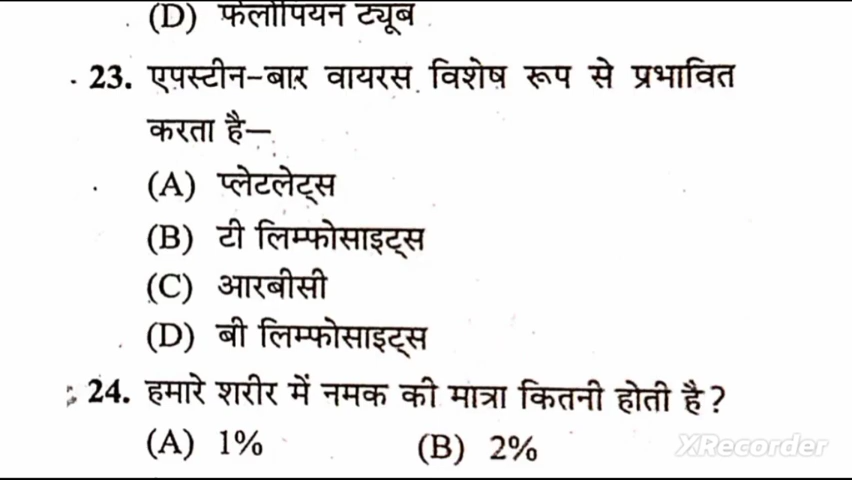 (D) फेलोपियन ट्यूब
23. एपस्टीन-बार वायरस विशेष रूप से प्रभावित
करता है—
(A) प्लेटलेट्स
(B) टी लिम्फोसाइट्स
(C) आरबीसी
(D) बी लिम्फोसाइट्स
24. हमारे शरीर में नमक की मात्रा कितनी होती है?
(A) 1% (B) 2%
XRecorder